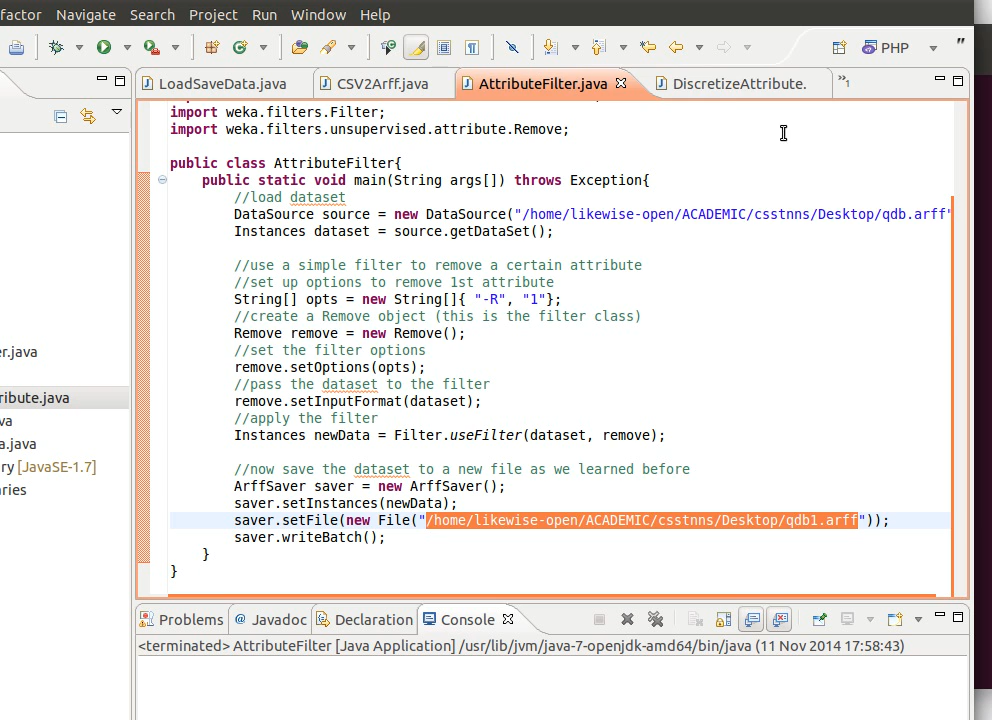 factor Navigate Search Project Run Window Help
PHP "
LoadSaveData.java CSV2Arff.java AttributeFilter.java DiscretizeAttribute. »1
import weka.filters.Filter;
import weka.filters.unsupervised.attribute.Remove;
public class AttributeFilter{
public static void main(String args[]) throws Exception{
//load dataset
DataSource source = new DataSource("/home/likewise-open/ACADEMIC/csstnns/Desktop/qdb.arff"
Instances dataset = source.getDataSet();
//use a simple filter to remove a certain attribute
//set up options to remove 1st attribute
String[] opts = new String[]{ "-R", "1"};
//create a Remove object (this is the filter class)
Remove remove = new Remove();
//set the filter options
remove.setOptions(opts);
//pass the dataset to the filter
remove.setInputFormat(dataset);
//apply the filter
Instances newData = Filter.useFilter(dataset, remove);
//now save the dataset to a new file as we learned before
ArffSaver saver = new ArffSaver();
saver.setInstances(newData);
saver.setFile(new File("/home/likewise-open/ACADEMIC/csstnns/Desktop/qdb1.arff"));
saver.writeBatch();
}
}
er.java
ribute.java
va
a.java
ry [JavaSE-1.7]
aries
Problems @ Javadoc Declaration Console
<terminated> AttributeFilter [Java Application] /usr/lib/jvm/java-7-openjdk-amd64/bin/java (11 Nov 2014 17:58:43)